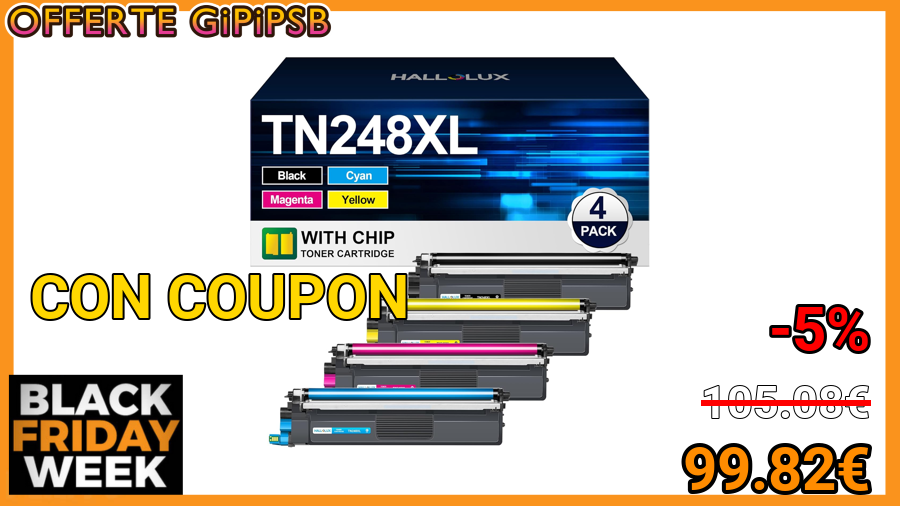 OFFERTE GiPiPSB
HALLOLUX
TN248XL
Black
Cyan
Magenta
Yellow
4
PACK
WITH CHIP
TONER CARTRIDGE
CON COUPON
-5%
105.08€
99.82€
BLACK
FRIDAY
WEEK
HALLOLUX